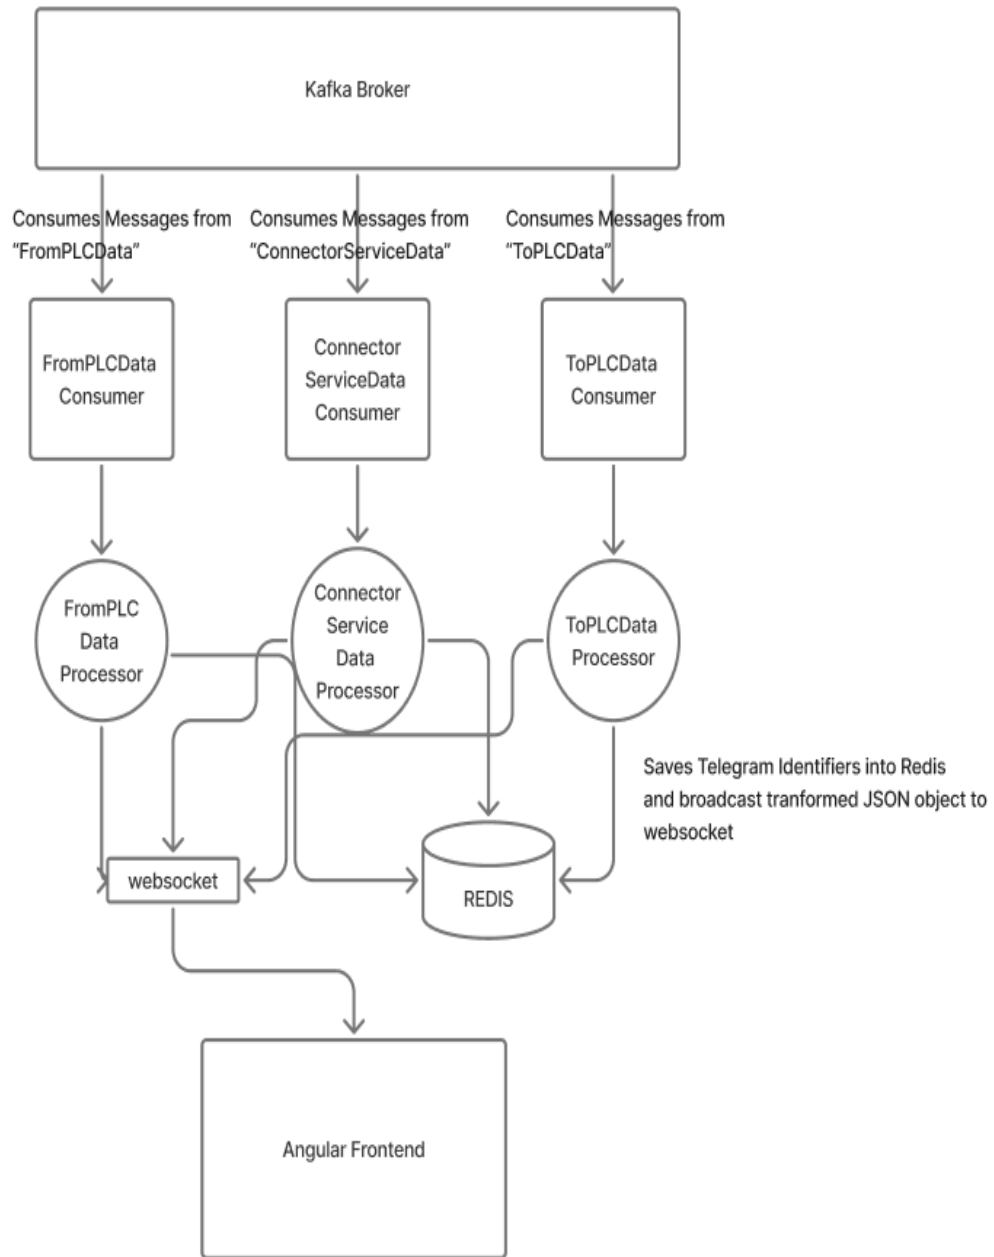 Kafka Broker
Consumes Messages from
“FromPLCData”
Consumes Messages from
“ConnectorServiceData”
Consumes Messages from
“ToPLCData”
FromPLCData
Consumer
Connector
ServiceData
Consumer
ToPLCData
Consumer
FromPLC
Data
Processor
Connector
Service
Data
Processor
ToPLCData
Processor
Saves Telegram Identifiers into Redis
and broadcast tranformed JSON object to
websocket
websocket
REDIS
Angular Frontend